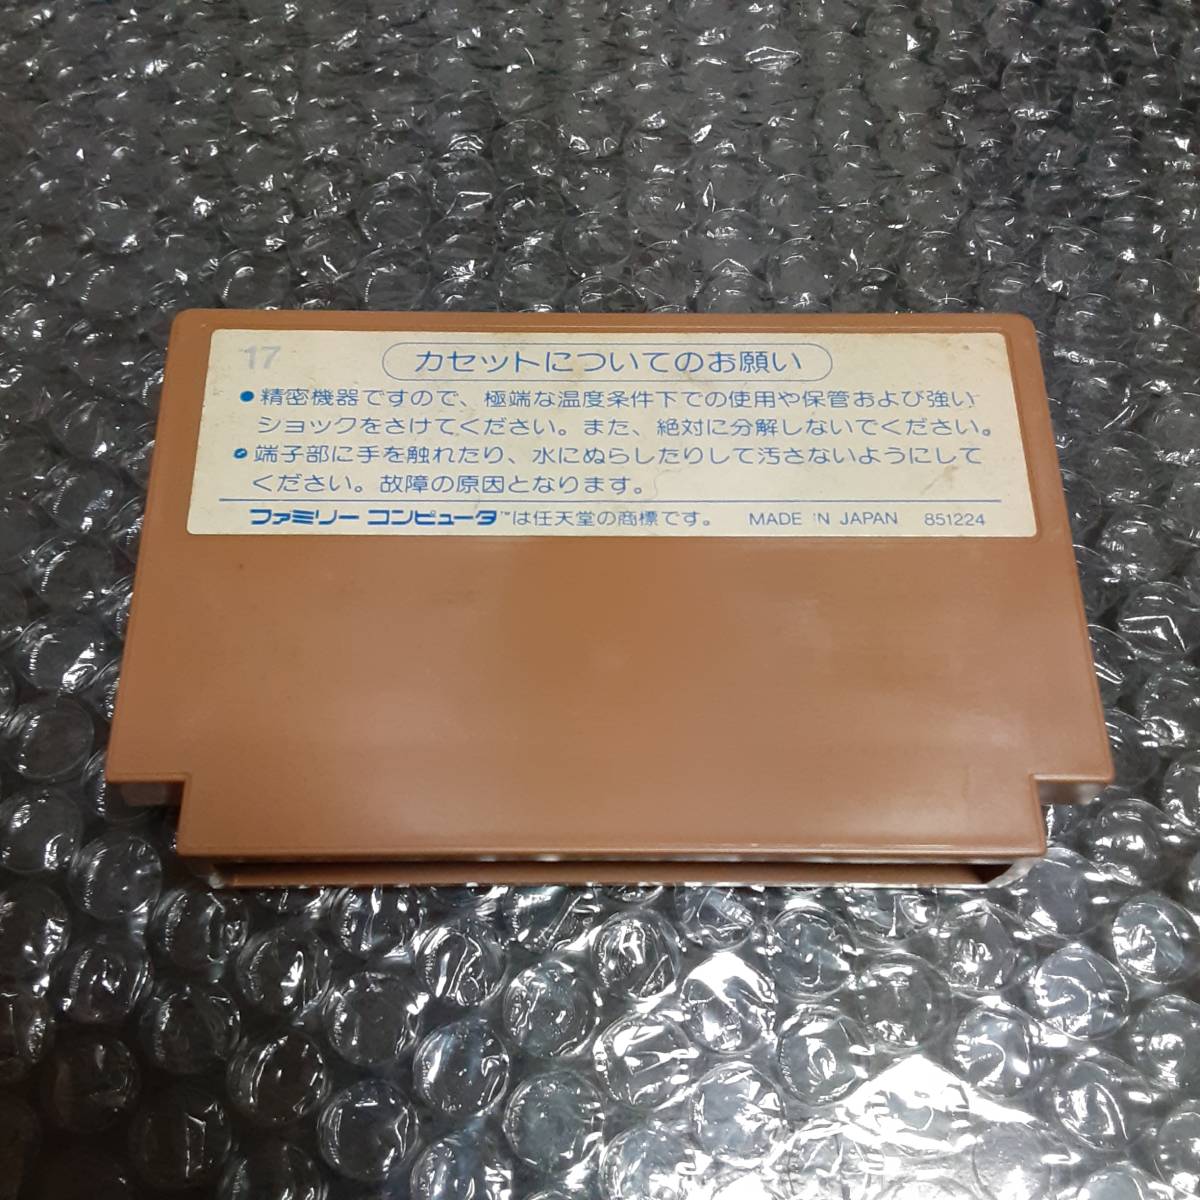 17
カセットについてのお願い
●精密機器ですので、極端な温度条件下での使用や保管および強い
ショックをさけてください。また、絶対に分解しないでください。
●端子部に手を触れたり、水にぬらしたりして汚さないようにして
ください。故障の原因となります。
ファミリー コンピュータ™は任天堂の商標です。 MADE IN JAPAN 851224